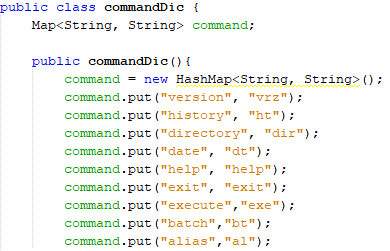 public class commandDic {
Map<String, String> command;
public commandDic(){
command = new HashMap<String, String>();
command.put("version", "vrz");
command.put("history", "ht");
command.put("directory", "dir");
command.put("date", "dt");
command.put("help", "help");
command.put("exit", "exit");
command.put("execute","exe");
command.put("batch","bt");
command.put("alias","al");